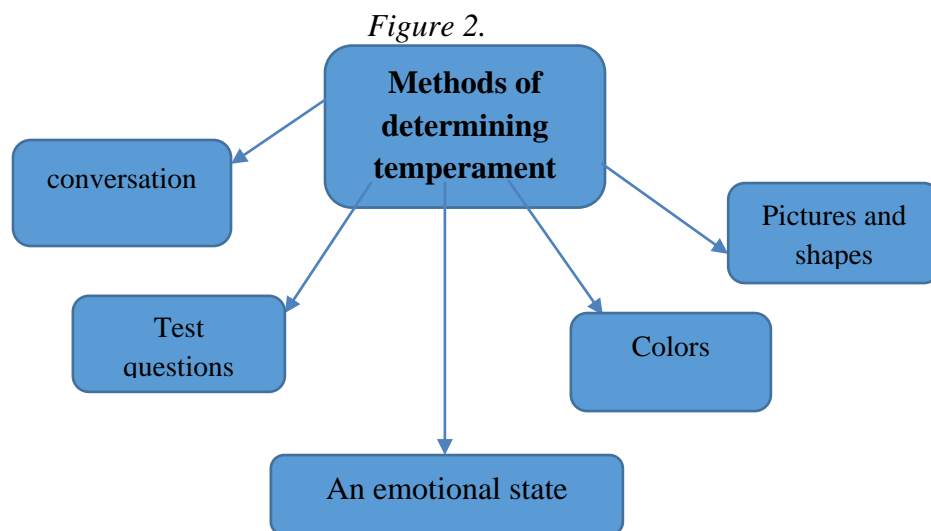 Figure 2.
Methods of
determining
temperament
conversation
Pictures and
shapes
Test
questions
Colors
An emotional state